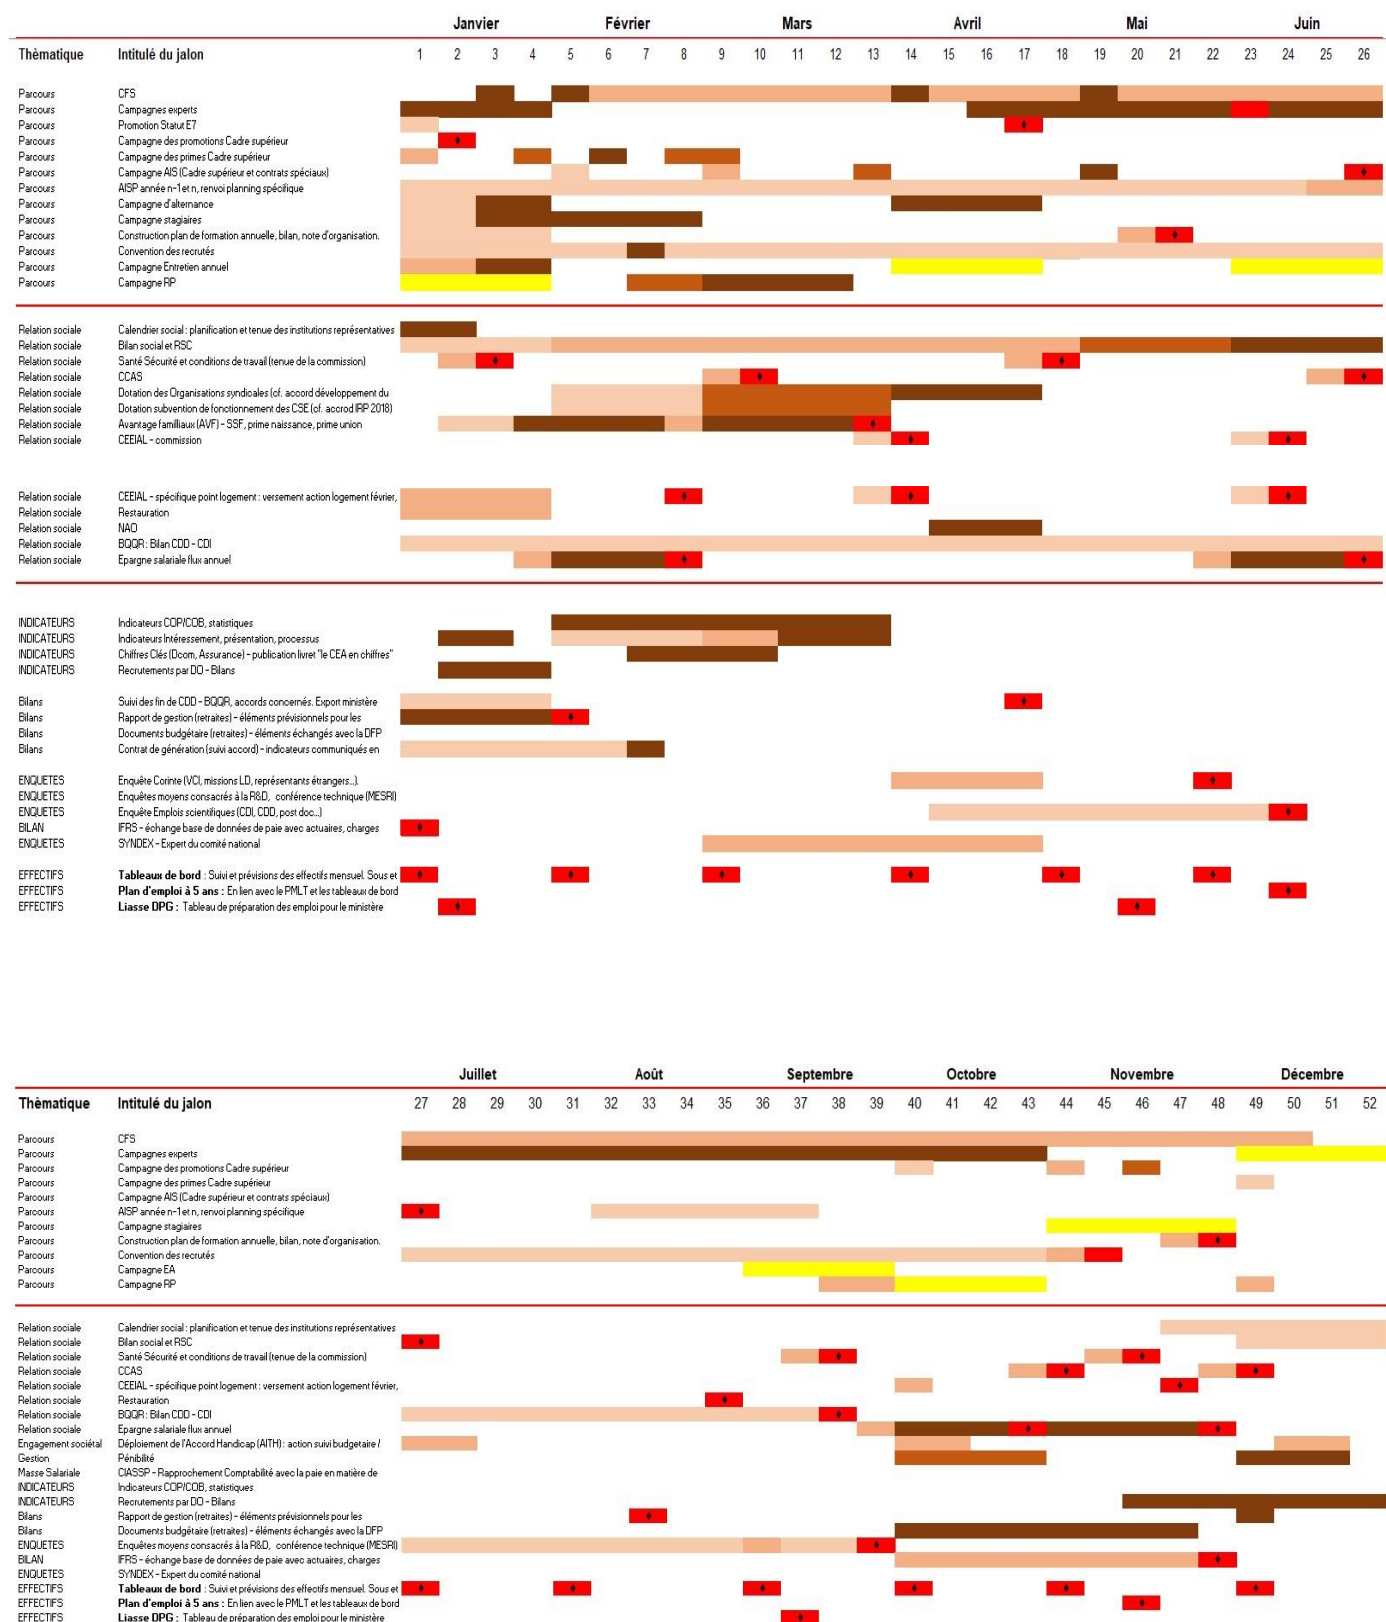 Janvier Février Mars Avril Mai Juin
Thèmatique Intitulé du jalon 1 2 3 4 5 6 7 8 9 10 11 12 13 14 15 16 17 18 19 20 21 22 23 24 25 26
Parcours CFS
Parcours Campagnes experts
Parcours Promotion Statut E7
Parcours Campagne des promotions Cadre supérieur
Parcours Campagne des primes Cadre supérieur
Parcours Campagne AIS (Cadre supérieur et contrats spéciaux)
Parcours AISP année n-1 et n, renvoi planning spécifique
Parcours Campagne d'alternance
Parcours Campagne stagiaires
Parcours Construction plan de formation annuelle, bilan, note d'organisation.
Parcours Convention des recrutés
Parcours Campagne Entretien annuel
Parcours Campagne RP
Relation sociale Calendrier social : planification et tenue des institutions représentatives
Relation sociale Bilan social et RSC
Relation sociale Santé Sécurité et conditions de travail (tenue de la commission)
Relation sociale CCAS
Relation sociale Dotation des Organisations syndicales (cf. accord développement du
Relation sociale Dotation subvention de fonctionnement des CSE (cf. accrod IRP 2018)
Relation sociale Avantage familliaux (AVF) - SSF, prime naissance, prime union
Relation sociale CEEIAL - commission
Relation sociale CEEIAL - spécifique point logement : versement action logement février,
Relation sociale Restauration
Relation sociale NAO
Relation sociale BQQR : Bilan CDD - CDI
Relation sociale Epargne salariale flux annuel
INDICATEURS Indicateurs COP/COB, statistiques
INDICATEURS Indicateurs Intéressement, présentation, processus
INDICATEURS Chiffres Clés (Dcom, Assurance) - publication livret "le CEA en chiffres"
INDICATEURS Recrutements par DO - Bilans
Bilans Suivi des fin de CDD - BQQR, accords concernés. Export ministère
Bilans Rapport de gestion (retraites) - éléments prévisionnels pour les
Bilans Documents budgétaire (retraites) - éléments échangés avec la DFP
Bilans Contrat de génération (suivi accord) - indicateurs communiqués en
ENQUETES Enquête Corinte (VCI, missions LD, représentants étrangers...).
ENQUETES Enquêtes moyens consacrés à la R&D, conférence technique (MESRI)
ENQUETES Enquête Emplois scientifiques (CDI, CDD, post doc...)
BILAN IFRS - échange base de données de paie avec actuaires, charges
ENQUETES SYNDEX - Expert du comité national
EFFECTIFS Tableaux de bord : Suivi et prévisions des effectifs mensuel. Sous et
EFFECTIFS Plan d'emploi à 5 ans : En lien avec le PMLT et les tableaux de bord
EFFECTIFS Liasse DPG : Tableau de préparation des emploi pour le ministère
Juillet Août Septembre Octobre Novembre Décembre
Thèmatique Intitulé du jalon 27 28 29 30 31 32 33 34 35 36 37 38 39 40 41 42 43 44 45 46 47 48 49 50 51 52
Parcours CFS
Parcours Campagnes experts
Parcours Campagne des promotions Cadre supérieur
Parcours Campagne des primes Cadre supérieur
Parcours Campagne AIS (Cadre supérieur et contrats spéciaux)
Parcours AISP année n-1 et n, renvoi planning spécifique
Parcours Campagne stagiaires
Parcours Construction plan de formation annuelle, bilan, note d'organisation.
Parcours Convention des recrutés
Parcours Campagne EA
Parcours Campagne RP
Relation sociale Calendrier social : planification et tenue des institutions représentatives
Relation sociale Bilan social et RSC
Relation sociale Santé Sécurité et conditions de travail (tenue de la commission)
Relation sociale CCAS
Relation sociale CEEIAL - spécifique point logement : versement action logement février,
Relation sociale Restauration
Relation sociale BQQR : Bilan CDD - CDI
Relation sociale Epargne salariale flux annuel
Engagement sociétal Déploiement de l'Accord Handicap (AITH) : action suivi budgetaire /
Gestion Pénibilité
Masse Salariale CIASSP - Rapprochement Comptabilité avec la paie en matière de
INDICATEURS Indicateurs COP/COB, statistiques
INDICATEURS Recrutements par DO - Bilans
Bilans Rapport de gestion (retraites) - éléments prévisionnels pour les
Bilans Documents budgétaire (retraites) - éléments échangés avec la DFP
ENQUETES Enquêtes moyens consacrés à la R&D, conférence technique (MESRI)
BILAN IFRS - échange base de données de paie avec actuaires, charges
ENQUETES SYNDEX - Expert du comité national
EFFECTIFS Tableaux de bord : Suivi et prévisions des effectifs mensuel. Sous et
EFFECTIFS Plan d'emploi à 5 ans : En lien avec le PMLT et les tableaux de bord
EFFECTIFS Liasse DPG : Tableau de préparation des emploi pour le ministère